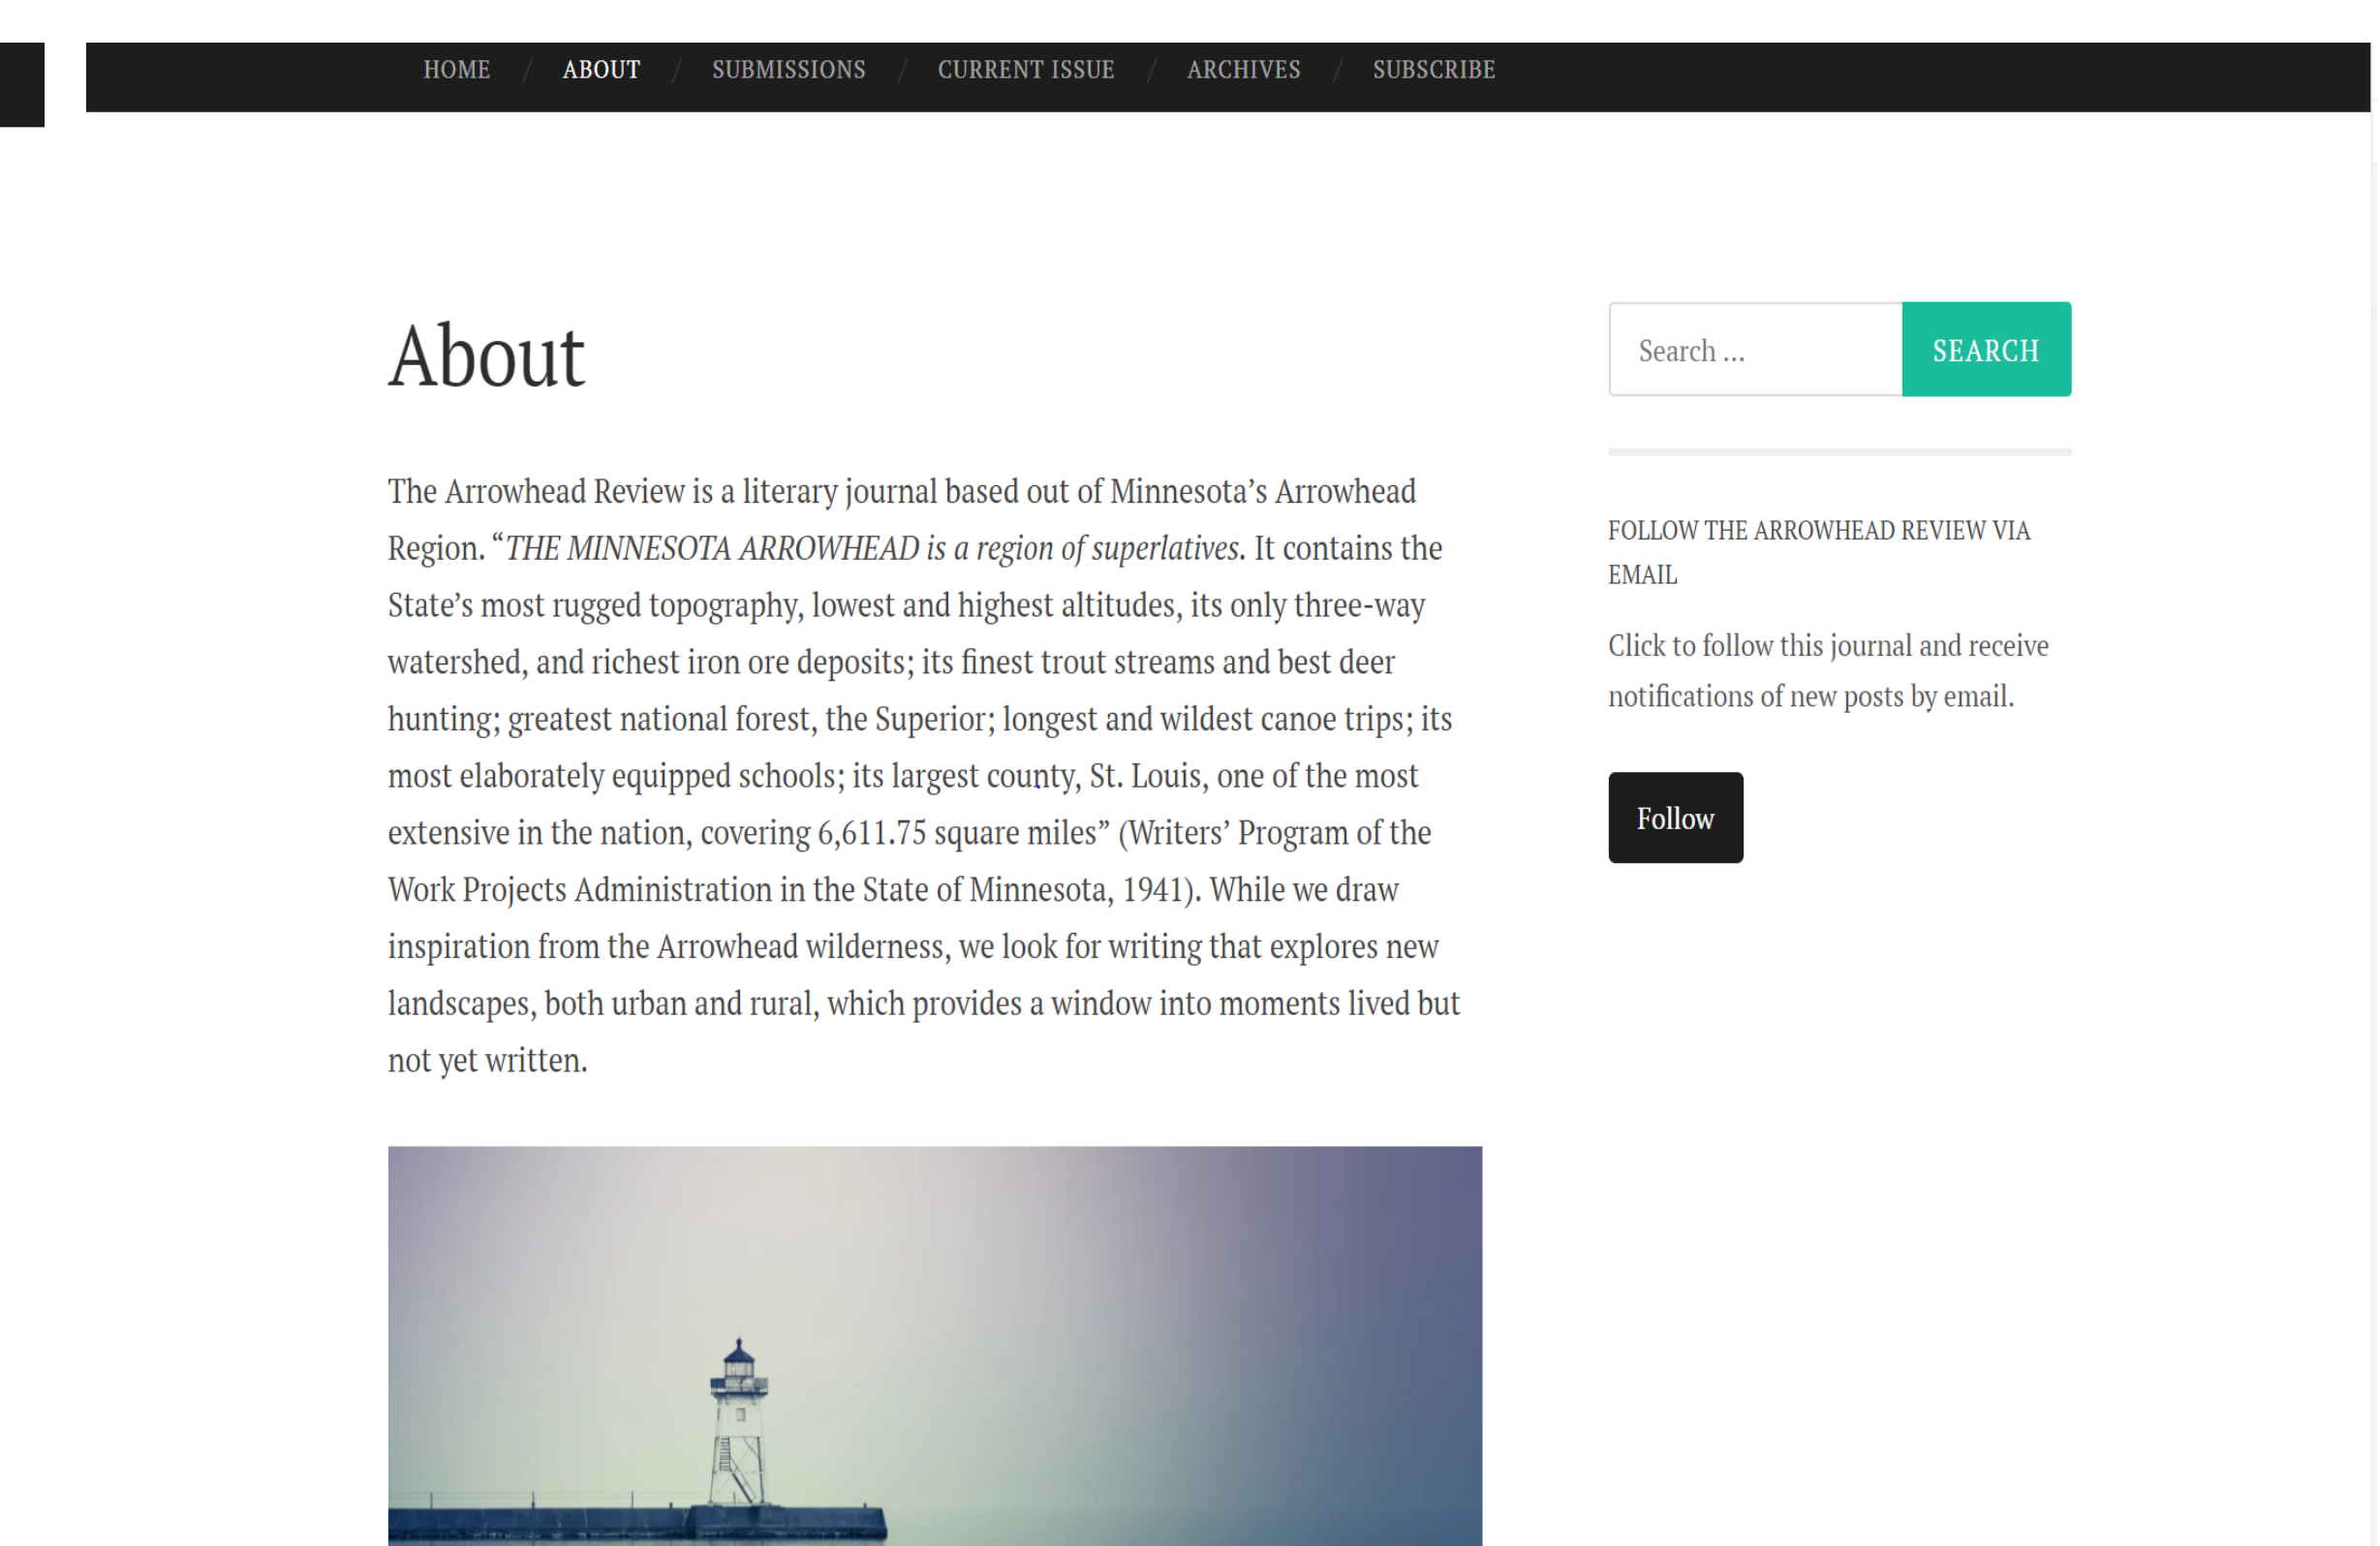 HOME / ABOUT / SUBMISSIONS / CURRENT ISSUE / ARCHIVES / SUBSCRIBE
About
The Arrowhead Review is a literary journal based out of Minnesota’s Arrowhead
Region. “THE MINNESOTA ARROWHEAD is a region of superlatives. It contains the
State’s most rugged topography, lowest and highest altitudes, its only three-way
watershed, and richest iron ore deposits; its finest trout streams and best deer
hunting; greatest national forest, the Superior; longest and wildest canoe trips; its
most elaborately equipped schools; its largest county, St. Louis, one of the most
extensive in the nation, covering 6,611.75 square miles” (Writers’ Program of the
Work Projects Administration in the State of Minnesota, 1941). While we draw
inspiration from the Arrowhead wilderness, we look for writing that explores new
landscapes, both urban and rural, which provides a window into moments lived but
not yet written.
Search ...
SEARCH
FOLLOW THE ARROWHEAD REVIEW VIA
EMAIL
Click to follow this journal and receive
notifications of new posts by email.
Follow